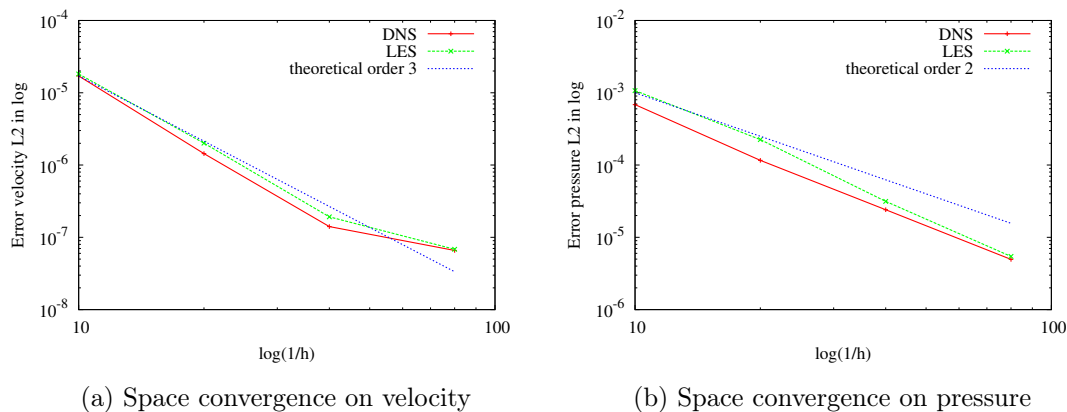 10^-4
10^-5
10^-6
10^-7
10^-8
10
100
Error velocity L2 in log
log(1/h)
DNS
LES
theoretical order 3
(a) Space convergence on velocity
10^-2
10^-3
10^-4
10^-5
10^-6
10
100
Error pressure L2 in log
log(1/h)
DNS
LES
theoretical order 2
(b) Space convergence on pressure